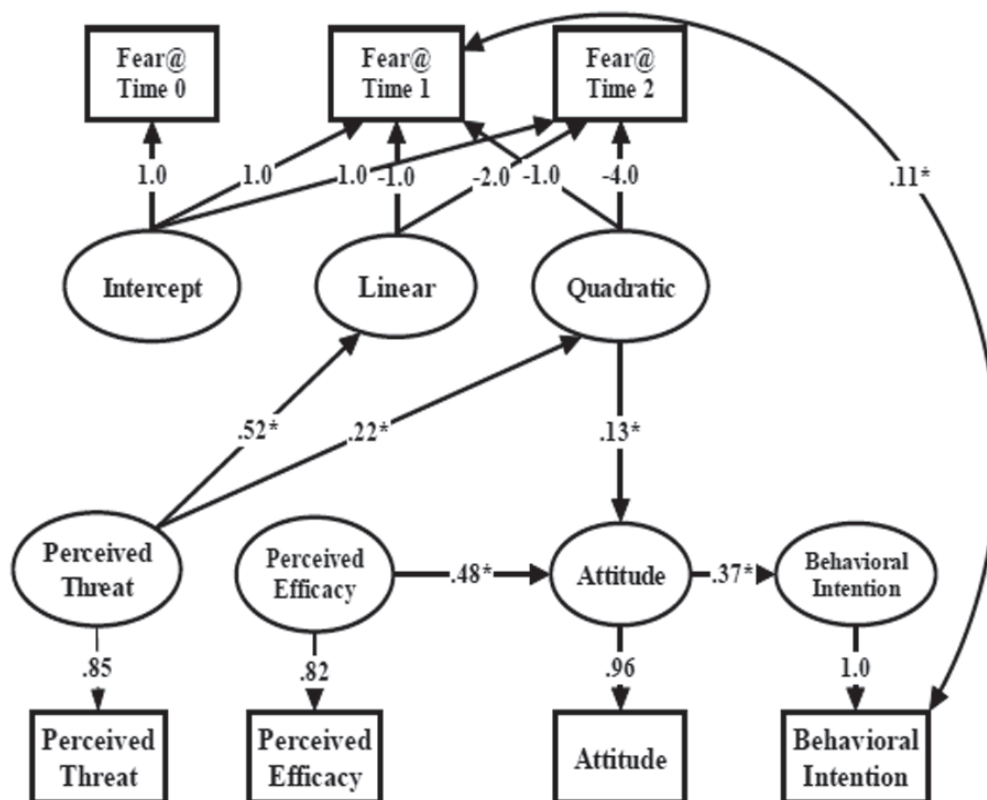 Fear@
Time 0
Fear@
Time 1
Fear@
Time 2
1.0
1.0
1.0
-1.0
-2.0
-1.0
-4.0
.11*
Intercept
Linear
Quadratic
.52*
.22*
.13*
Perceived
Threat
Perceived
Efficacy
.48*
Attitude
.37*
Behavioral
Intention
.85
.82
.96
1.0
Perceived
Threat
Perceived
Efficacy
Attitude
Behavioral
Intention